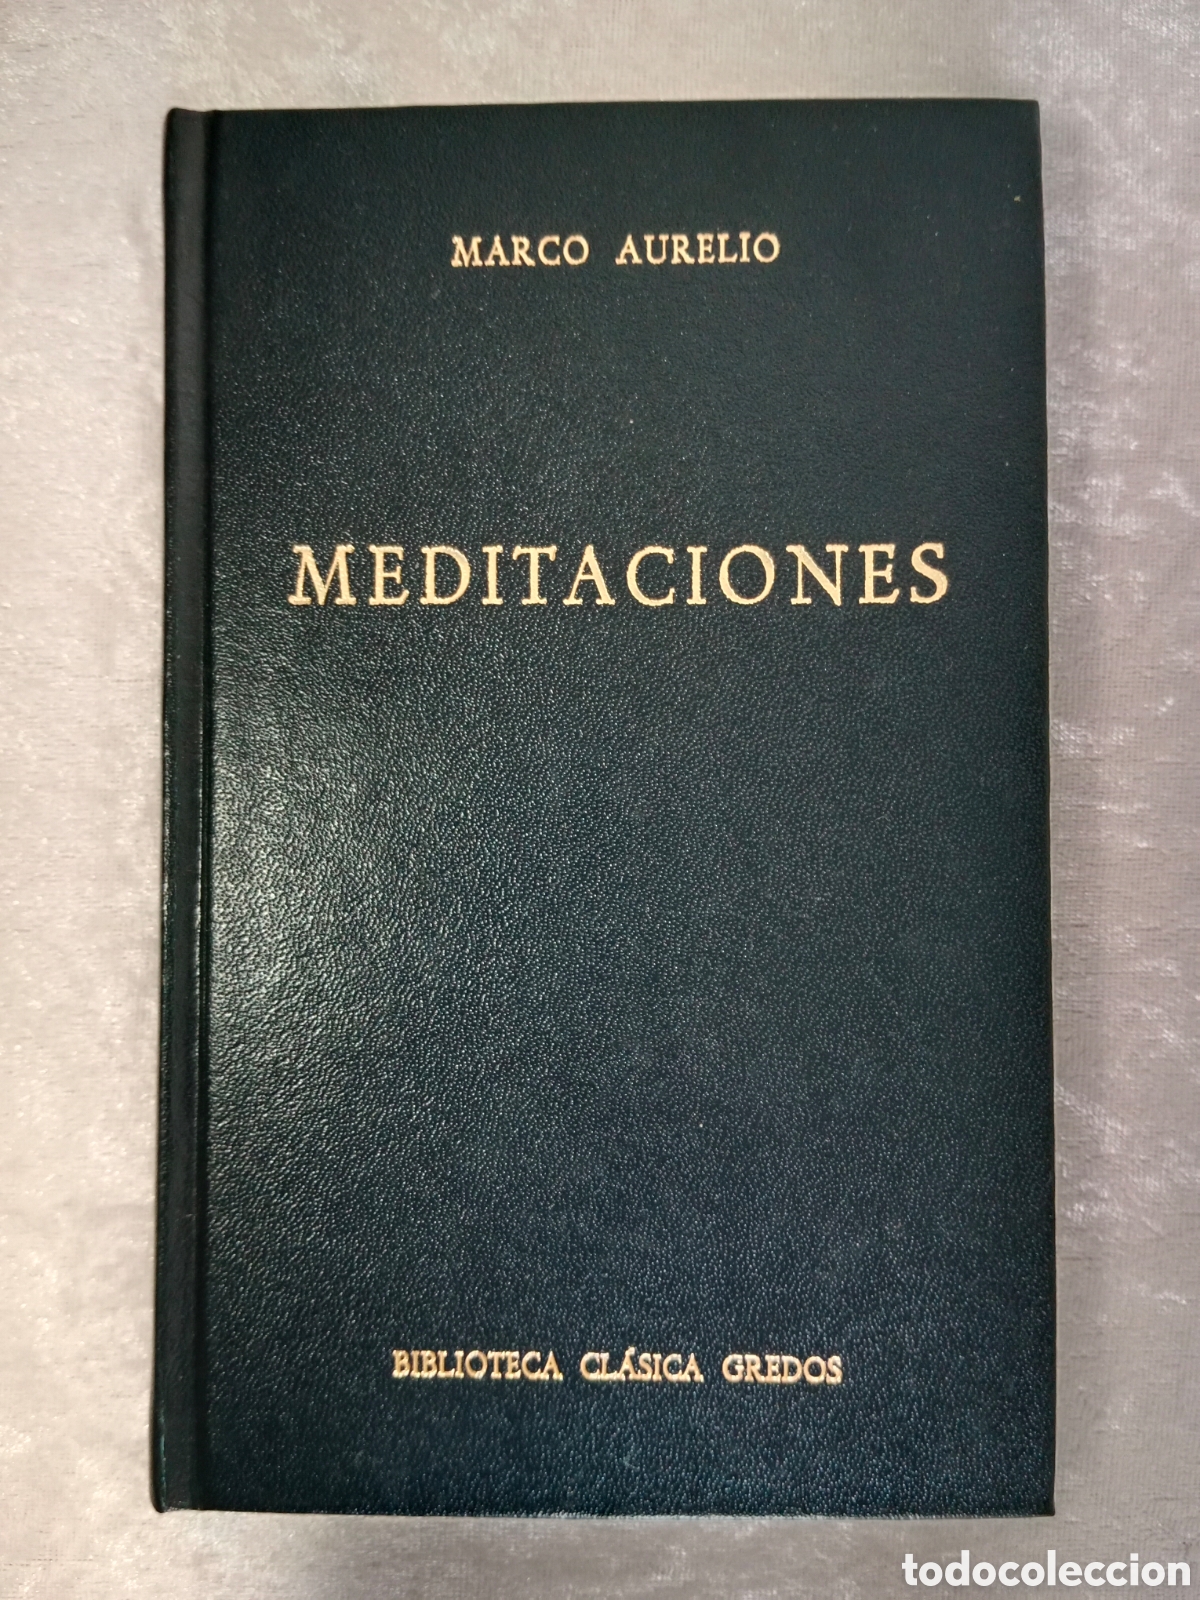 MARCO AURELIO
MEDITACIONES
BIBLIOTECA CLÁSICA GREDOS
todocoleccion